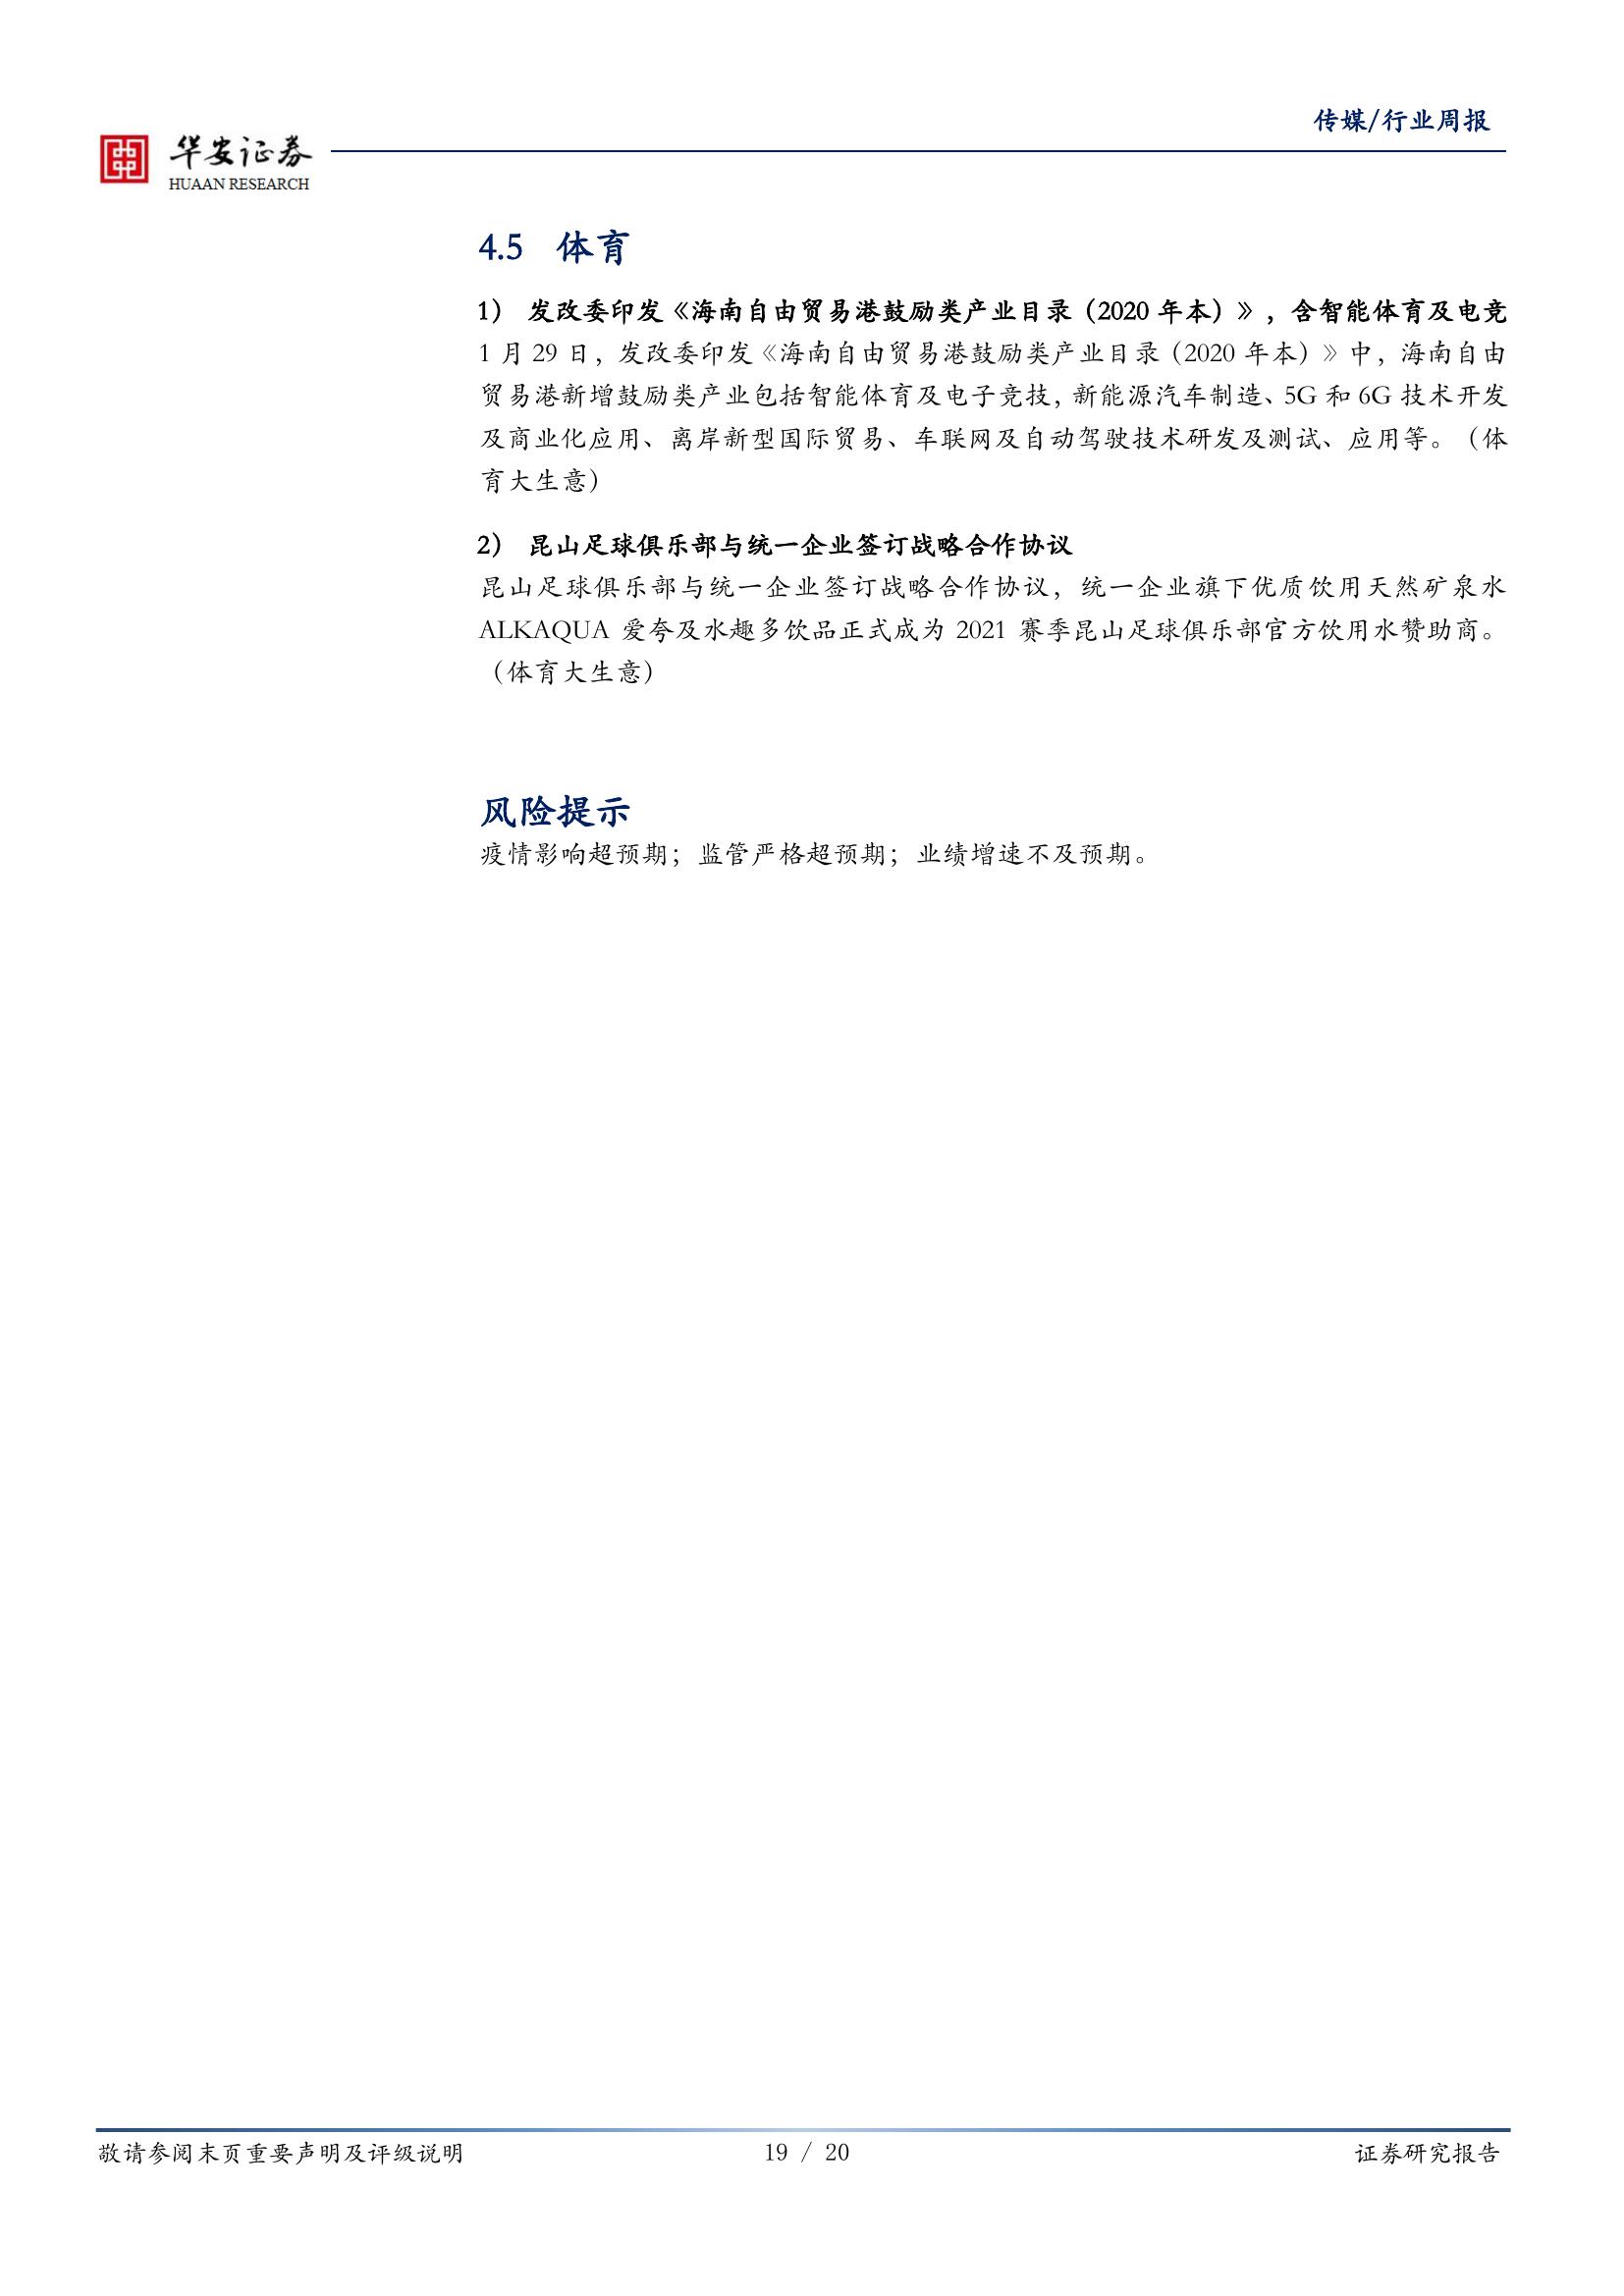 传媒/行业周报
华安证券
HUAAN RESEARCH
4.5 体育
1） 发改委印发《海南自由贸易港鼓励类产业目录（2020 年本）》，含智能体育及电竞
1 月 29 日，发改委印发《海南自由贸易港鼓励类产业目录（2020 年本）》中，海南自由
贸易港新增鼓励类产业包括智能体育及电子竞技，新能源汽车制造、5G 和 6G 技术开发
及商业化应用、离岸新型国际贸易、车联网及自动驾驶技术研发及测试、应用等。（体
育大生意）
2） 昆山足球俱乐部与统一企业签订战略合作协议
昆山足球俱乐部与统一企业签订战略合作协议，统一企业旗下优质饮用天然矿泉水
ALKAQUA 爱夸及水趣多饮品正式成为 2021 赛季昆山足球俱乐部官方饮用水赞助商。
（体育大生意）
风险提示
疫情影响超预期；监管严格超预期；业绩增速不及预期。
敬请参阅末页重要声明及评级说明
19 / 20
证券研究报告